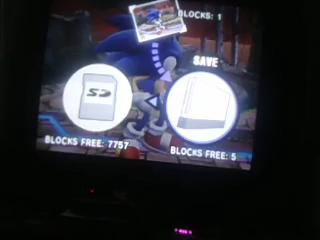 BLOCKS: 1
SAVE
SD
BLOCKS FREE: 7757
BLOCKS FREE: 5